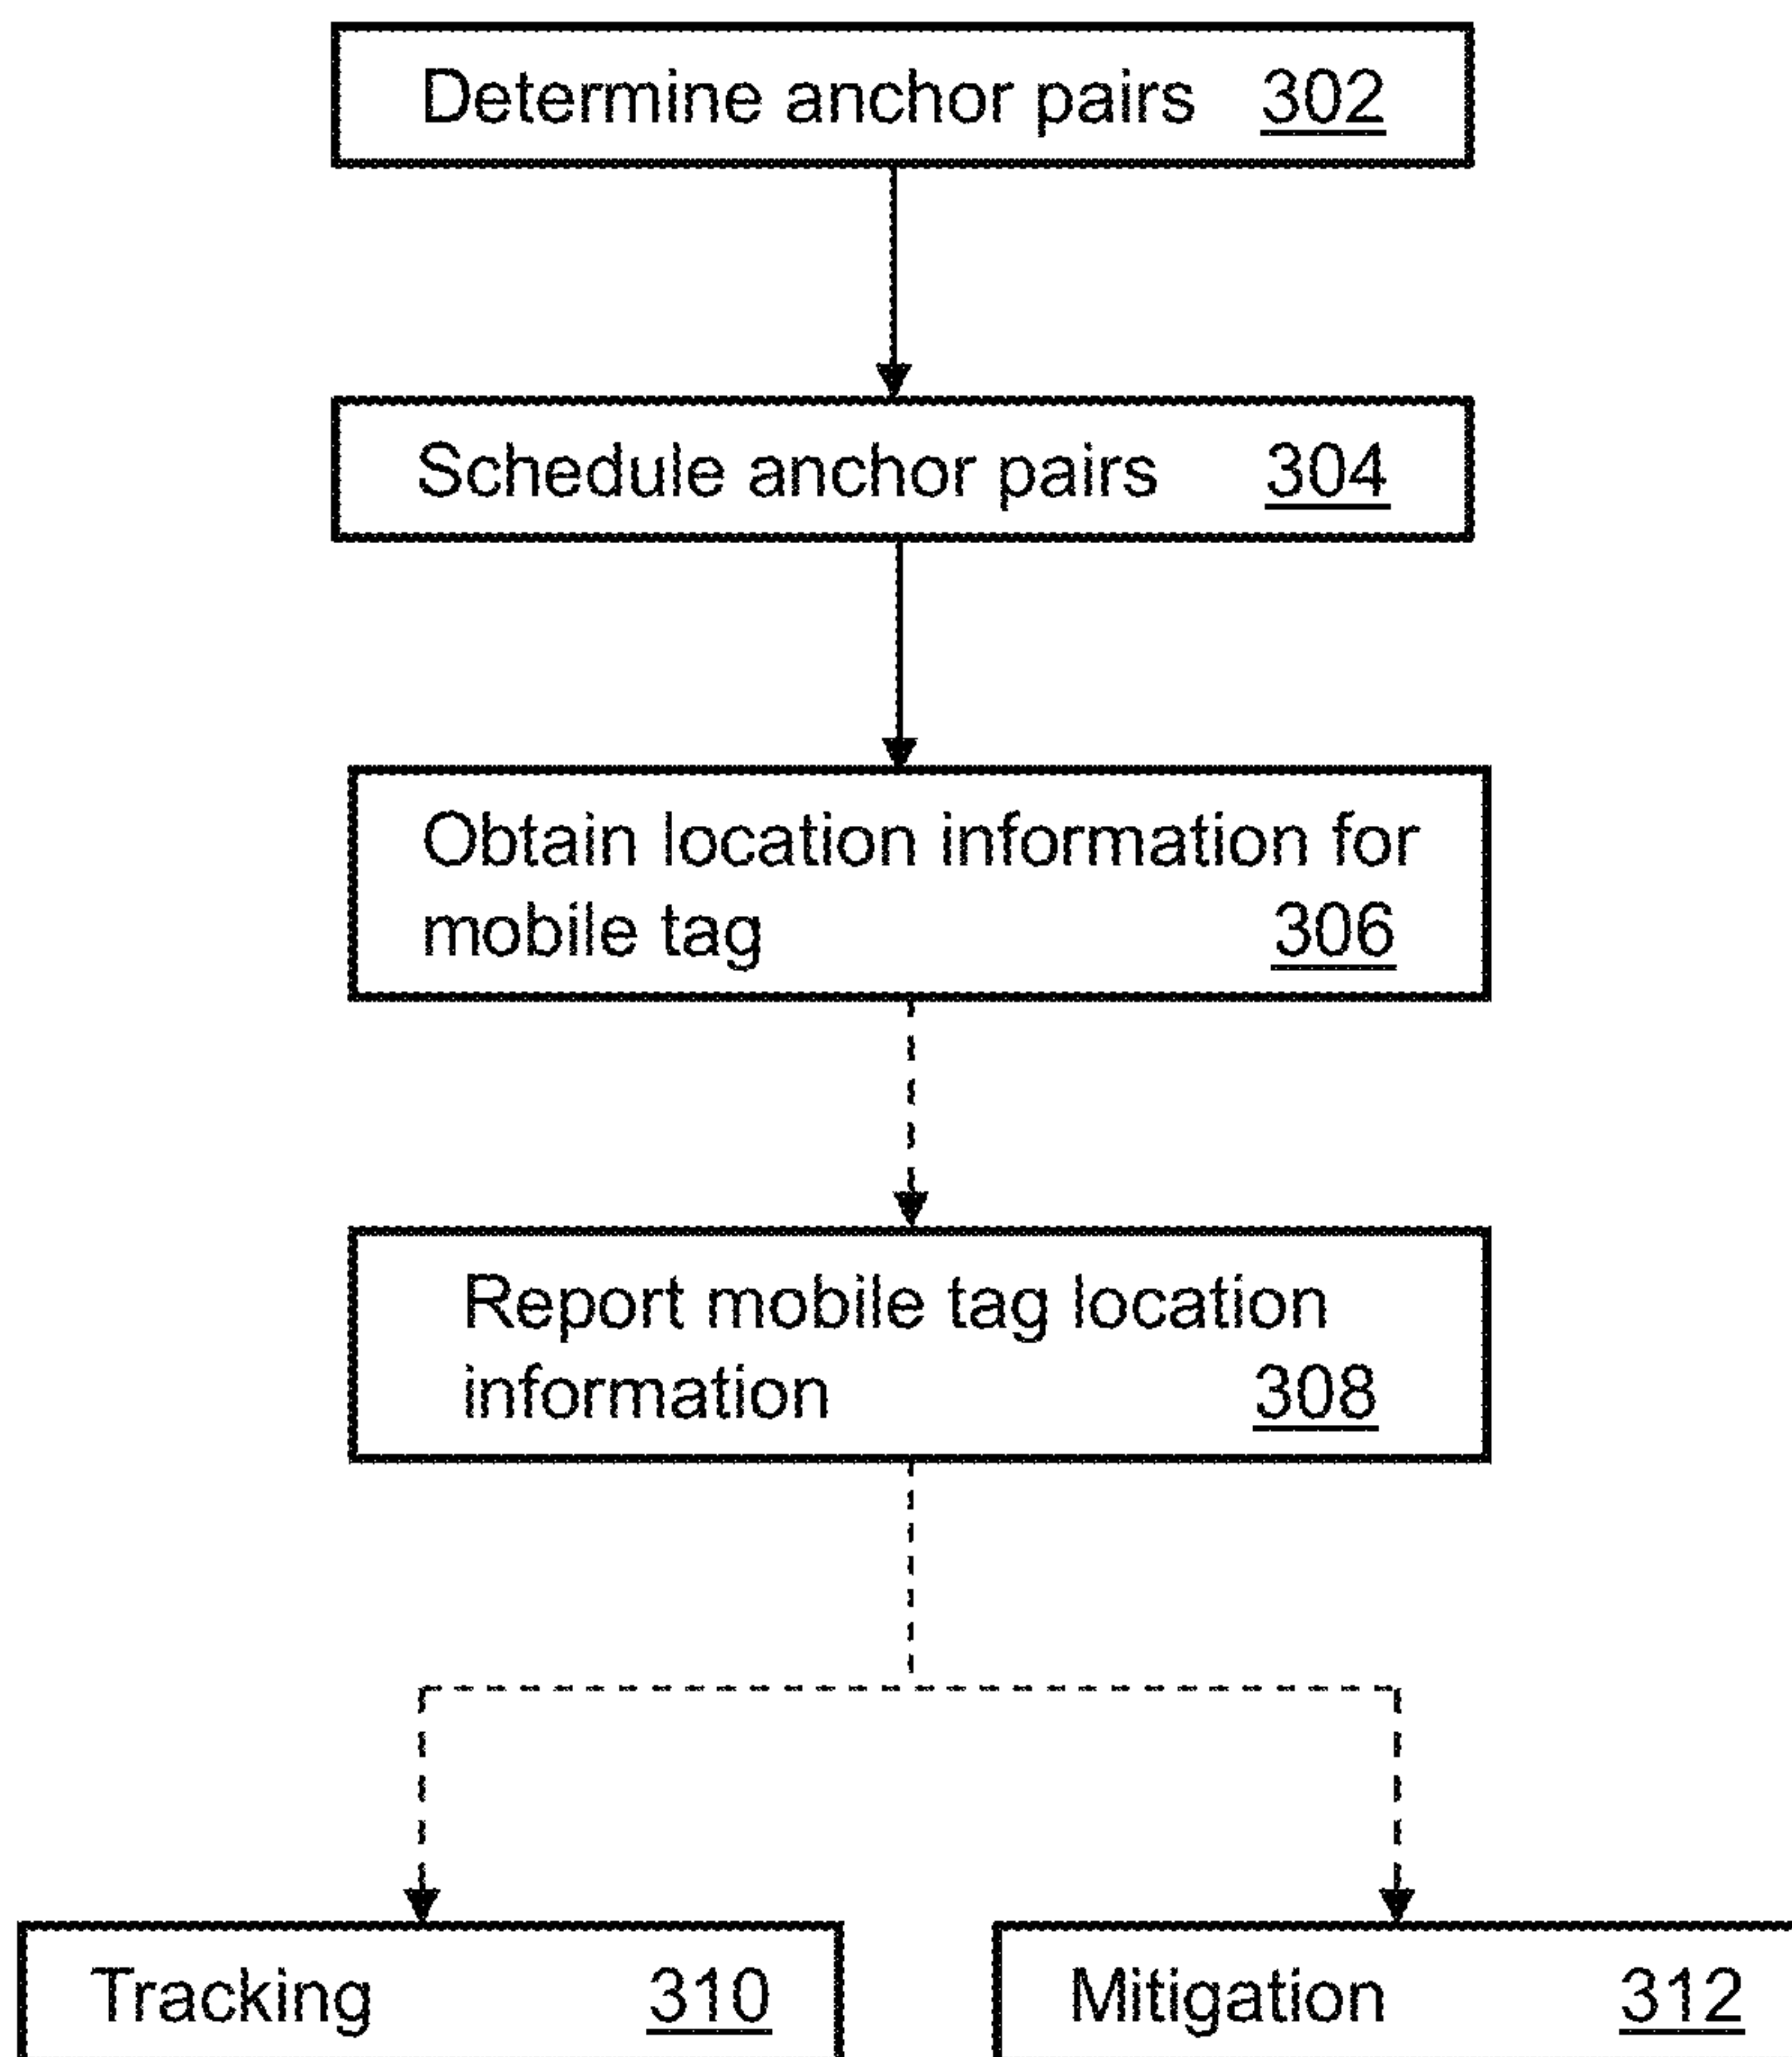 Determine anchor pairs 302
Schedule anchor pairs 304
Obtain location information for
mobile tag 306
Report mobile tag location
information 308
Tracking 310
Mitigation 312